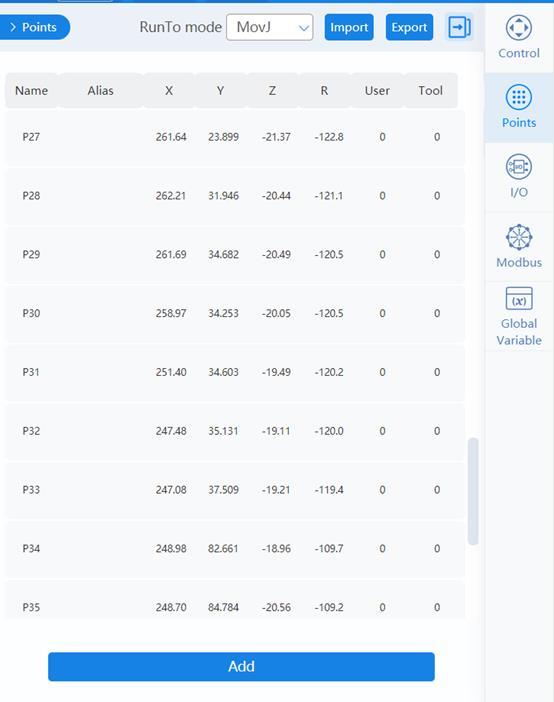 > Points RunTo mode MovJ Import Export
Control
Name Alias X Y Z R User Tool
Points
P27 261.64 23.899 -21.37 -122.8 0 0
I/O
P28 262.21 31.946 -20.44 -121.1 0 0
Modbus
P29 261.69 34.682 -20.49 -120.5 0 0
(x)
P30 258.97 34.253 -20.05 -120.5 0 0
Global
Variable
P31 251.40 34.603 -19.49 -120.2 0 0
P32 247.48 35.131 -19.11 -120.0 0 0
P33 247.08 37.509 -19.21 -119.4 0 0
P34 248.98 82.661 -18.96 -109.7 0 0
P35 248.70 84.784 -20.56 -109.2 0 0
Add